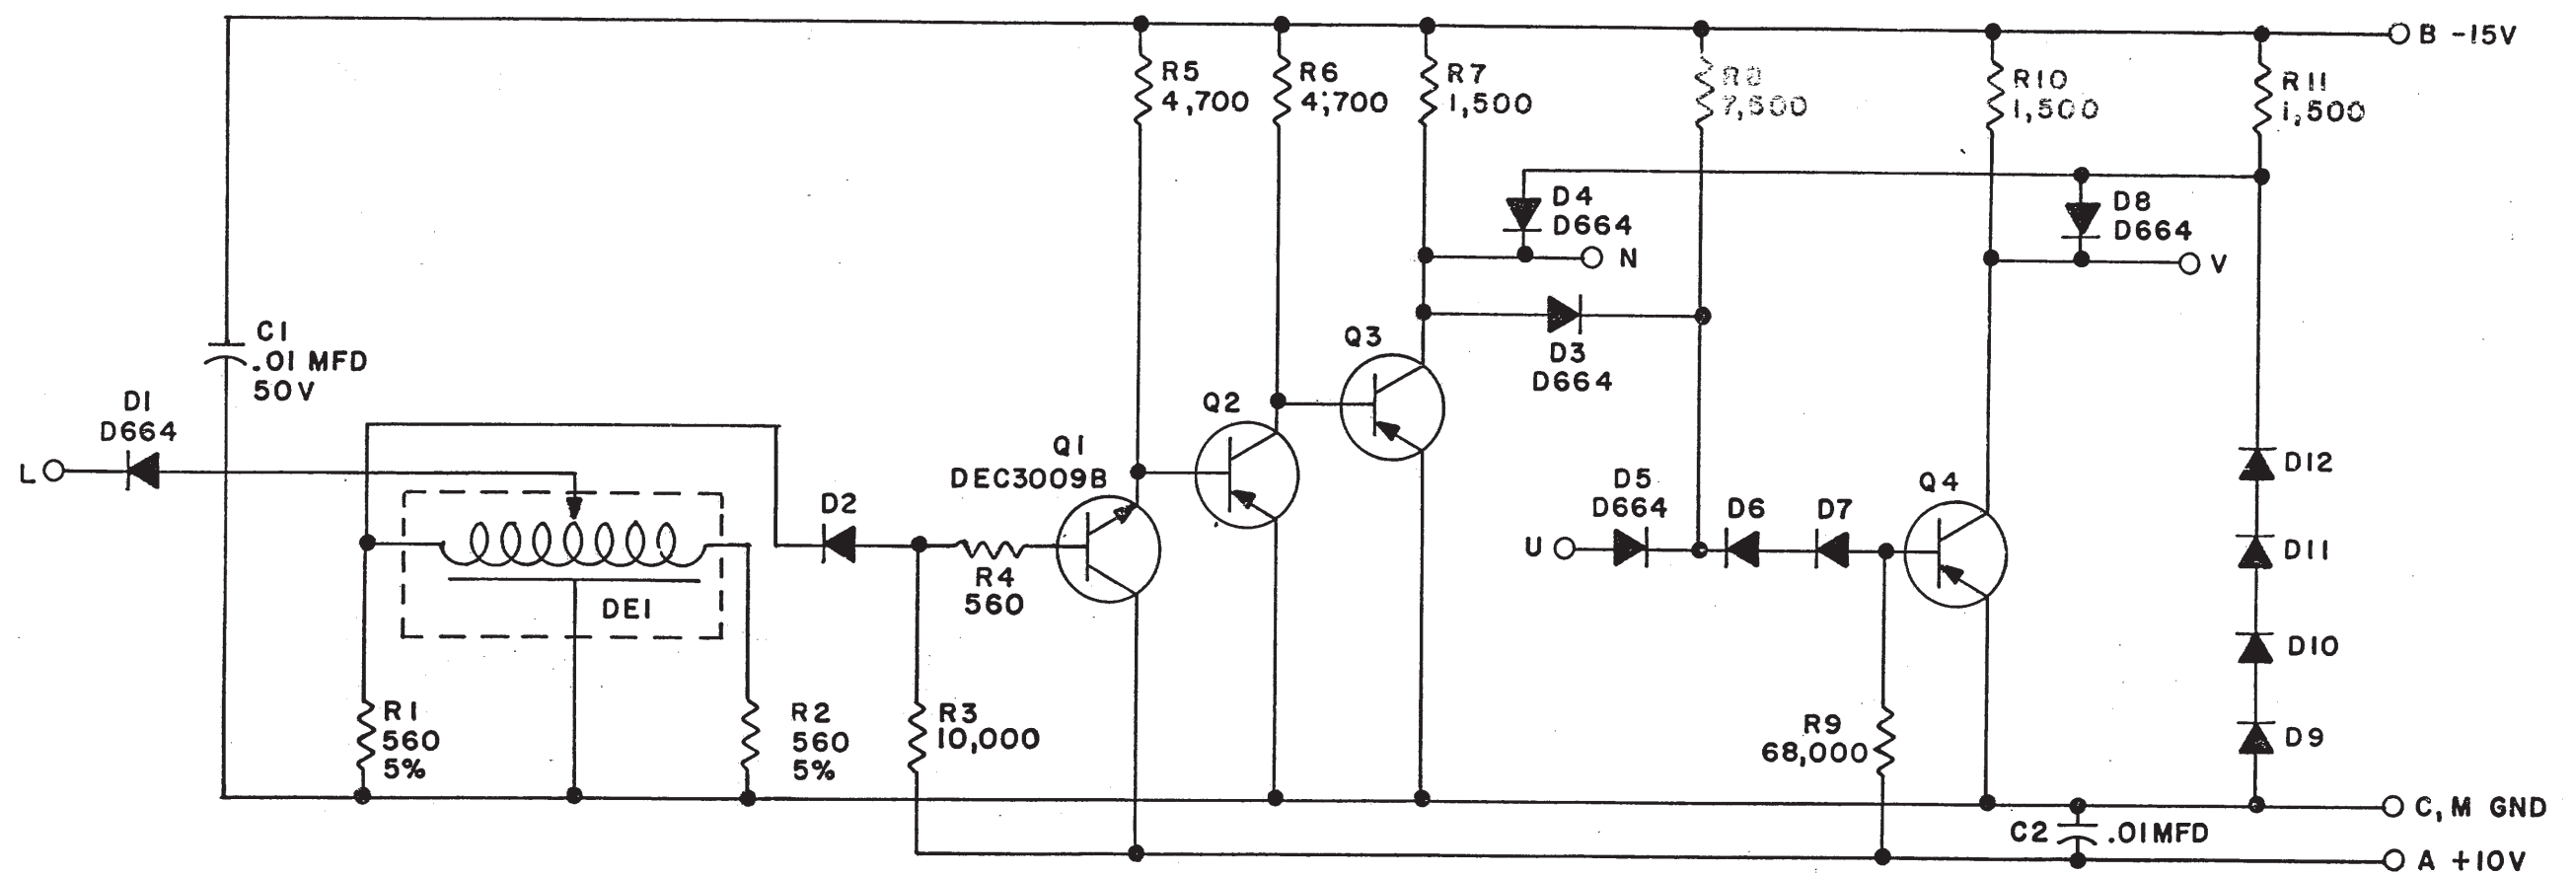 B -15V
R5
4,700
R6
4,700
R7
1,500
R8
7,500
R10
1,500
R11
1,500
D4
D664
N
D8
D664
V
C1
.01 MFD
50V
D3
D664
Q3
D1
D664
L
Q2
Q1
DEC3009B
D2
R4
560
DE1
D5
D664
U
D6
D7
Q4
D12
D11
D10
D9
R1
560
5%
R2
560
5%
R3
10,000
R9
68,000
C, M GND
C2
.01MFD
A +10V